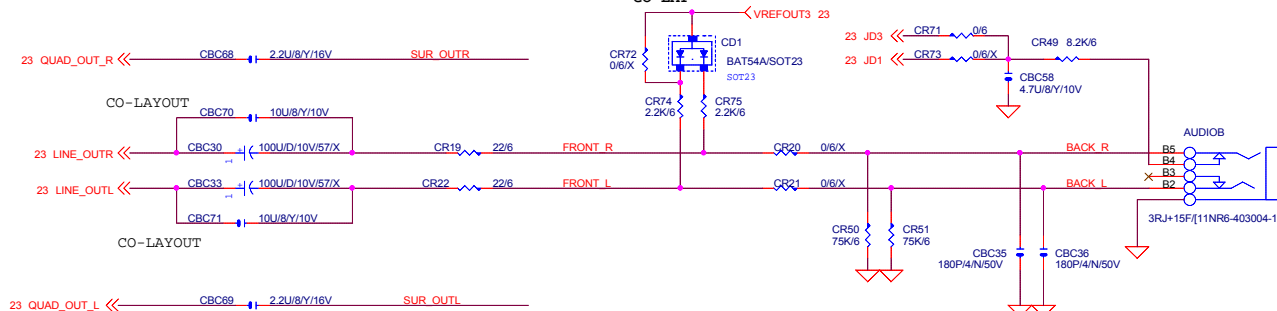 VREFOUT3 23
23 QUAD_OUT_R
CBC68
2.2U/8/Y/16V
SUR_OUTR
CR72
0/6/X
CD1
BAT54A/SOT23
SOT23
23 JD3
CR71
0/6
23 JD1
CR73
0/6/X
CR49 8.2K/6
CBC58
4.7U/8/Y/10V
CO-LAYOUT
CBC70
10U/8/Y/10V
CR74
2.2K/6
CR75
2.2K/6
AUDIOB
23 LINE_OUTR
CBC30
100U/D/10V/57/X
1
+
CR19
22/6
FRONT_R
CR20
0/6/X
BACK_R
B5
B4
B3
B2
23 LINE_OUTL
CBC33
100U/D/10V/57/X
1
+
CR22
22/6
FRONT_L
CR21
0/6/X
BACK_L
3RJ+15F/[11NR6-403004-1
CBC71
10U/8/Y/10V
CO-LAYOUT
CR50
75K/6
CR51
75K/6
CBC35
180P/4/N/50V
CBC36
180P/4/N/50V
23 QUAD_OUT_L
CBC69
2.2U/8/Y/16V
SUR_OUTL